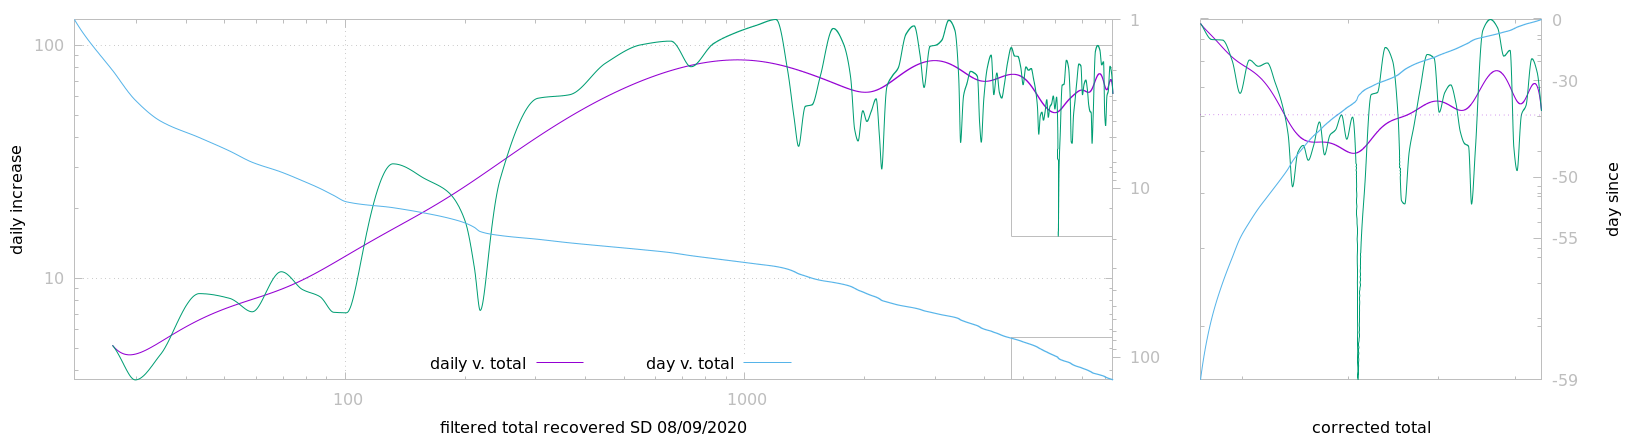 daily increase
100
10
100
1000
1
10
100
daily v. total
day v. total
filtered total recovered SD 08/09/2020
0
-30
-50
-55
-59
day since
corrected total